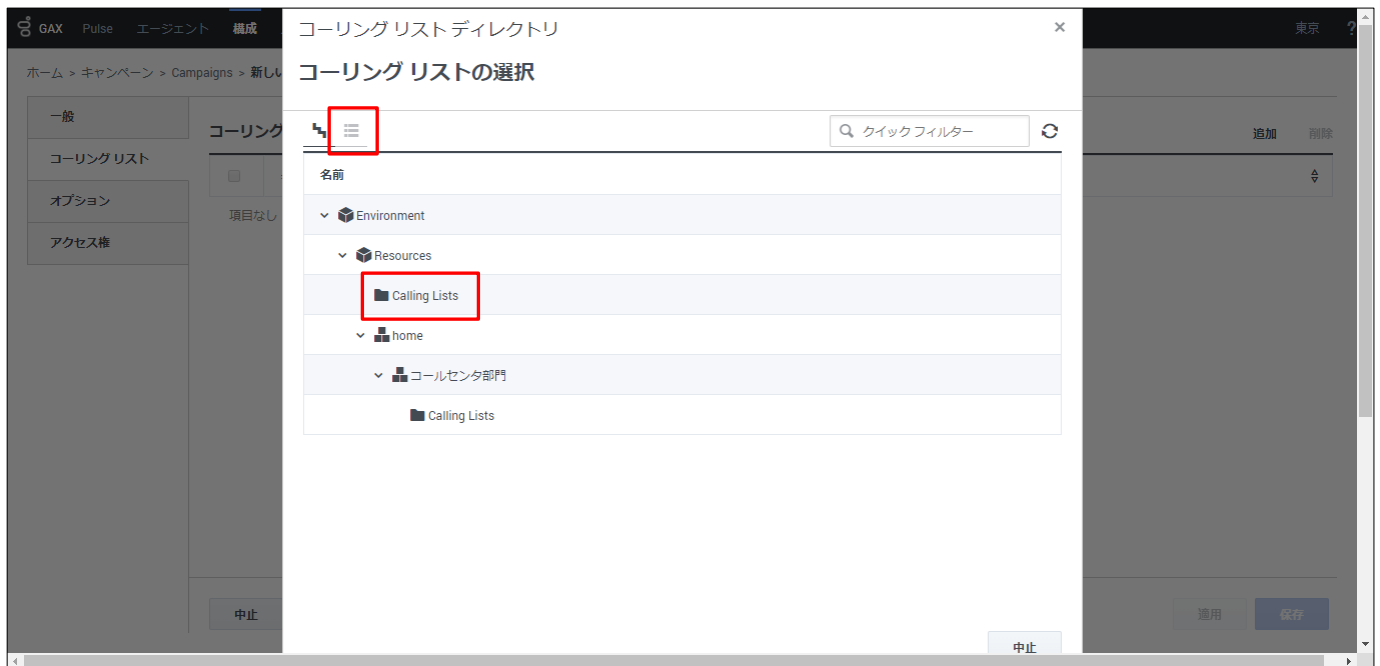 GAX Pulse エージェント 構成 東京 ?
ホーム > キャンペーン > Campaigns > 新しい
一般
コーリング リスト
オプション
アクセス権
コーリング
追加 削除
項目なし
中止 適用 保存
コーリング リスト ディレクトリ ×
コーリング リストの選択
クイック フィルター
名前
Environment
Resources
Calling Lists
home
コールセンタ部門
Calling Lists
中止